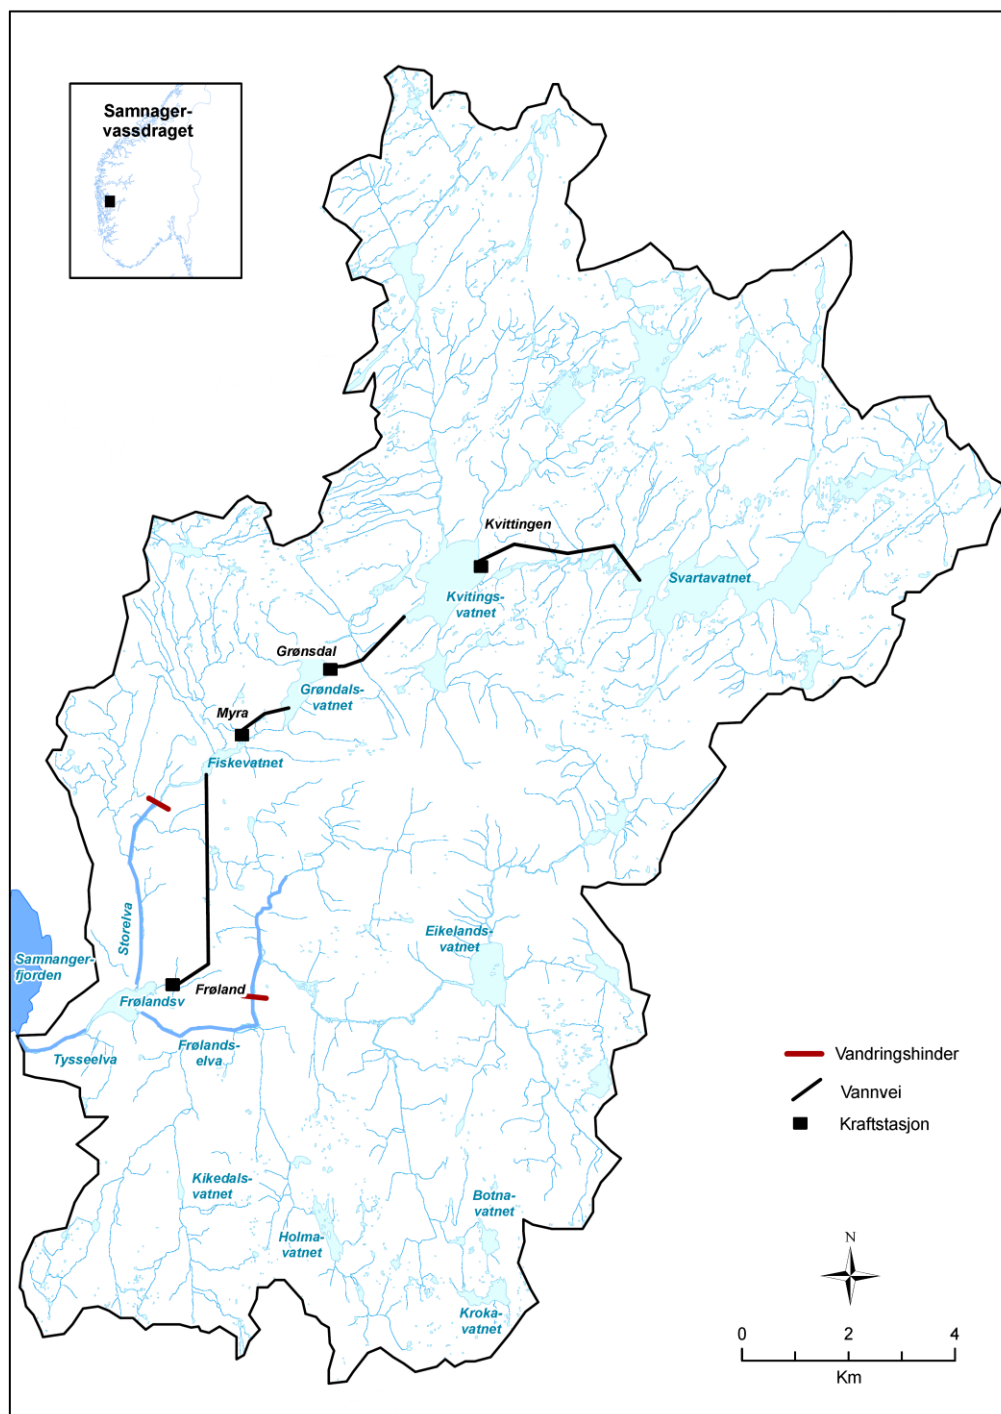 Samnager-
vassdraget
Kvittingen
Svartavatnet
Kvitings-
vatnet
Grønsdal
Grøndals-
vatnet
Myra
Fiskevatnet
Storelva
Eikelands-
vatnet
Samnanger-
fjorden
Frølandsv
Frøland
Tysseelva
Frølands-
elva
Vandringshinder
Vannvei
Kraftstasjon
Kikedals-
vatnet
Botna-
vatnet
Holma-
vatnet
Kroka-
vatnet
N
0 2 4
Km